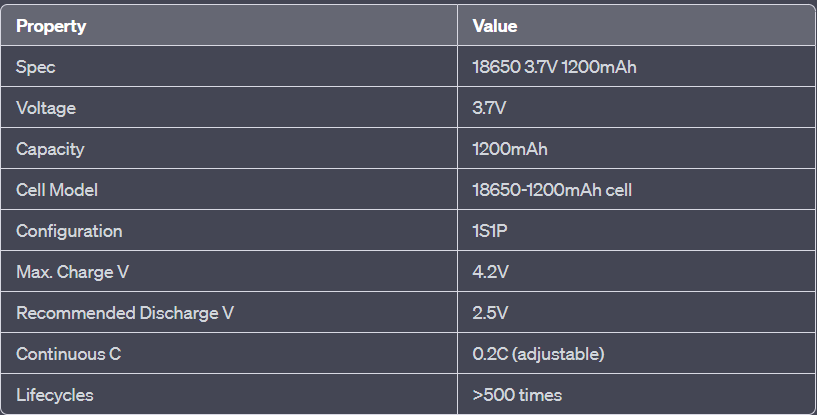 Property Value
Spec 18650 3.7V 1200mAh
Voltage 3.7V
Capacity 1200mAh
Cell Model 18650-1200mAh cell
Configuration 1S1P
Max. Charge V 4.2V
Recommended Discharge V 2.5V
Continuous C 0.2C (adjustable)
Lifecycles >500 times